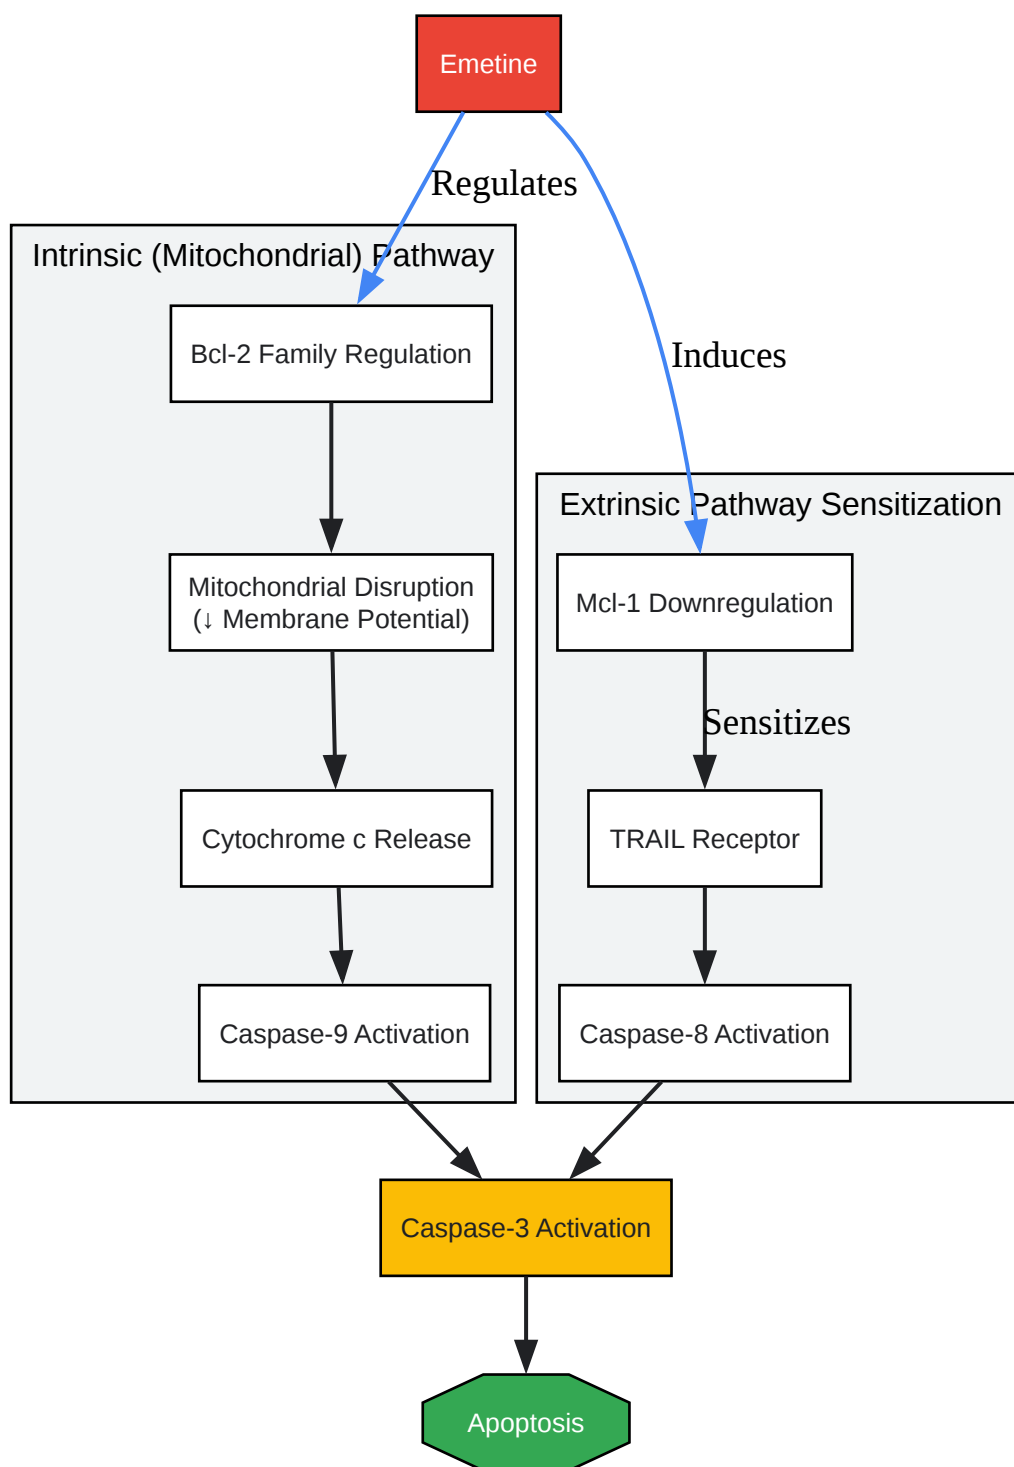 Emetine
Regulates
Intrinsic (Mitochondrial) Pathway
Bcl-2 Family Regulation
Induces
Extrinsic Pathway Sensitization
Mitochondrial Disruption
(↓ Membrane Potential)
Mcl-1 Downregulation
Sensitizes
Cytochrome c Release
TRAIL Receptor
Caspase-9 Activation
Caspase-8 Activation
Caspase-3 Activation
Apoptosis